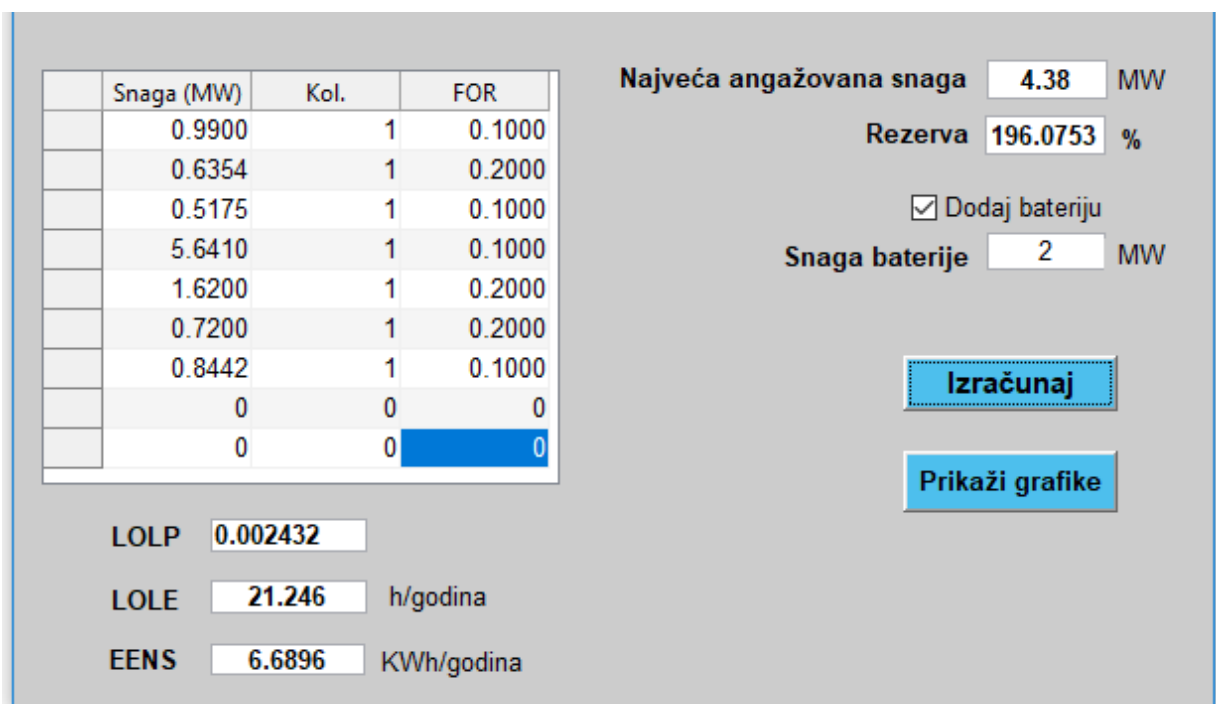 Snaga (MW) Kol. FOR
0.9900 1 0.1000
0.6354 1 0.2000
0.5175 1 0.1000
5.6410 1 0.1000
1.6200 1 0.2000
0.7200 1 0.2000
0.8442 1 0.1000
0 0 0
0 0 0
Najveća angažovana snaga 4.38 MW
Rezerva 196.0753 %
Dodaj bateriju
Snaga baterije 2 MW
Izračunaj
Prikaži grafike
LOLP 0.002432
LOLE 21.246 h/godina
EENS 6.6896 KWh/godina